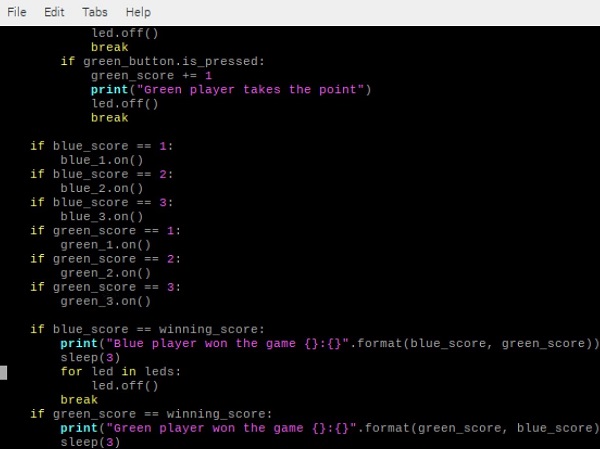 File Edit Tabs Help
            led.off()
            break
        if green_button.is_pressed:
            green_score += 1
            print("Green player takes the point")
            led.off()
            break

    if blue_score == 1:
        blue_1.on()
    if blue_score == 2:
        blue_2.on()
    if blue_score == 3:
        blue_3.on()
    if green_score == 1:
        green_1.on()
    if green_score == 2:
        green_2.on()
    if green_score == 3:
        green_3.on()

    if blue_score == winning_score:
        print("Blue player won the game {}:{}".format(blue_score, green_score))
        sleep(3)
        for led in leds:
            led.off()
        break
    if green_score == winning_score:
        print("Green player won the game {}:{}".format(green_score, blue_score)
        sleep(3)